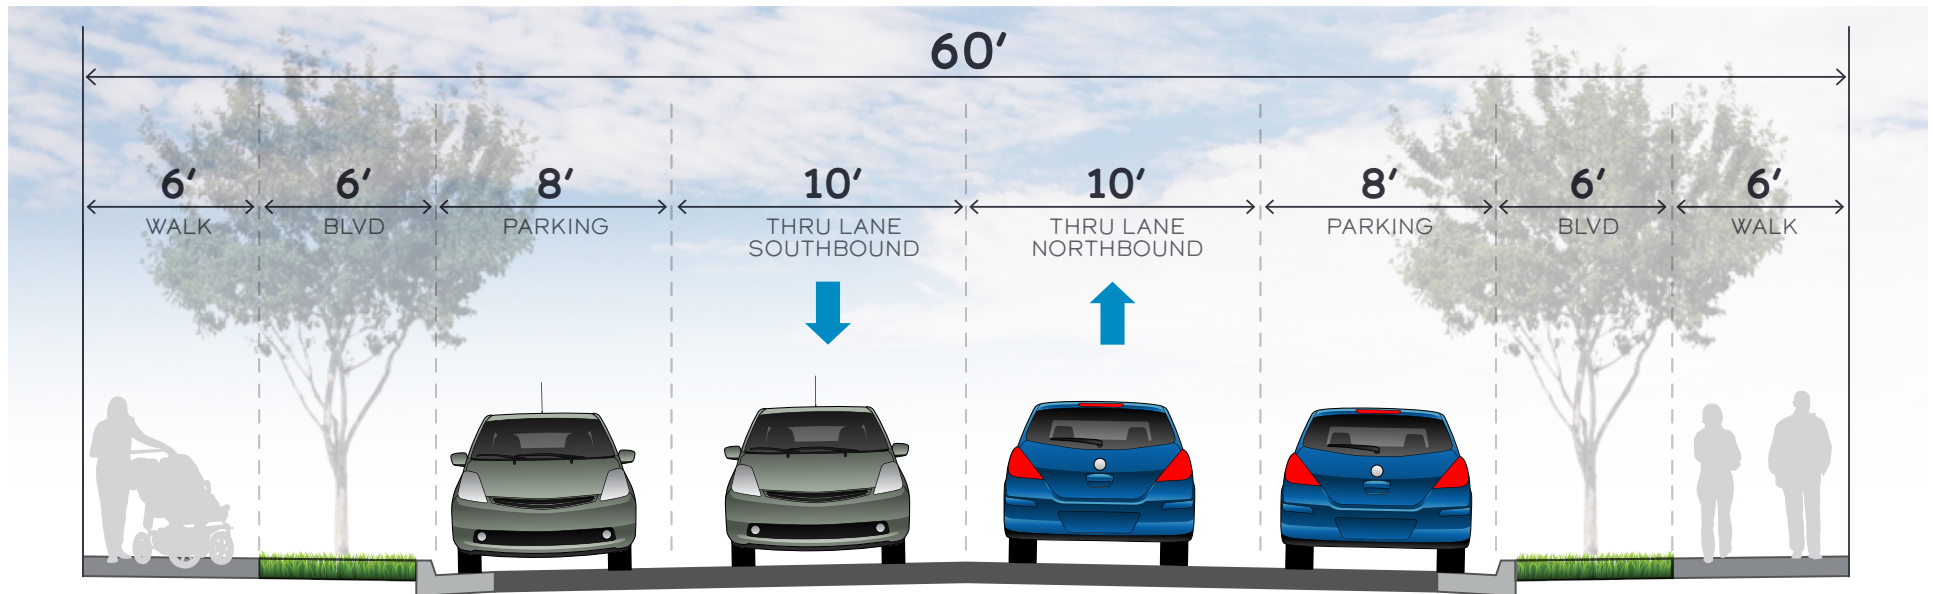 60′
6′ 6′ 8′ 10′ 10′ 8′ 6′ 6′
WALK BLVD PARKING THRU LANE THRU LANE PARKING BLVD WALK
SOUTHBOUND NORTHBOUND